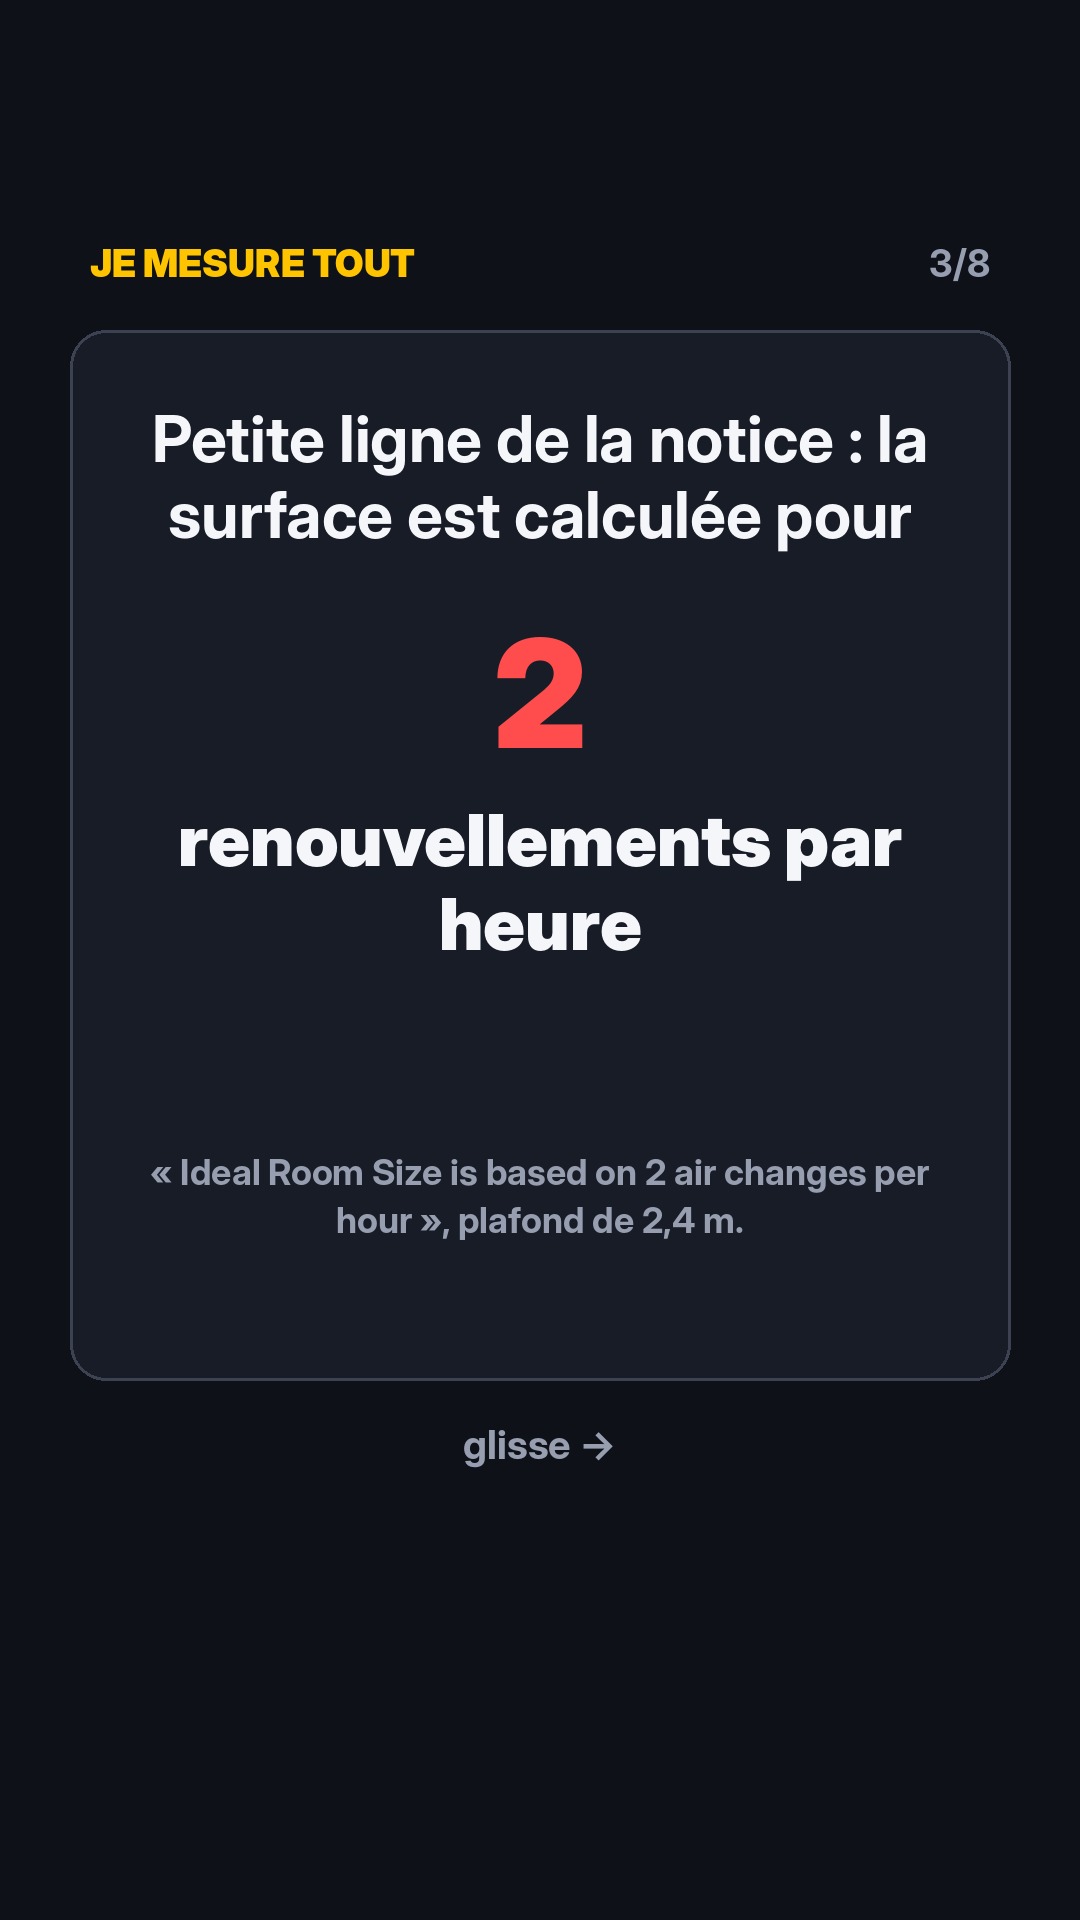 JE MESURE TOUT
3/8
Petite ligne de la notice : la
surface est calculée pour
2
renouvellements par
heure
« Ideal Room Size is based on 2 air changes per
hour », plafond de 2,4 m.
glisse →